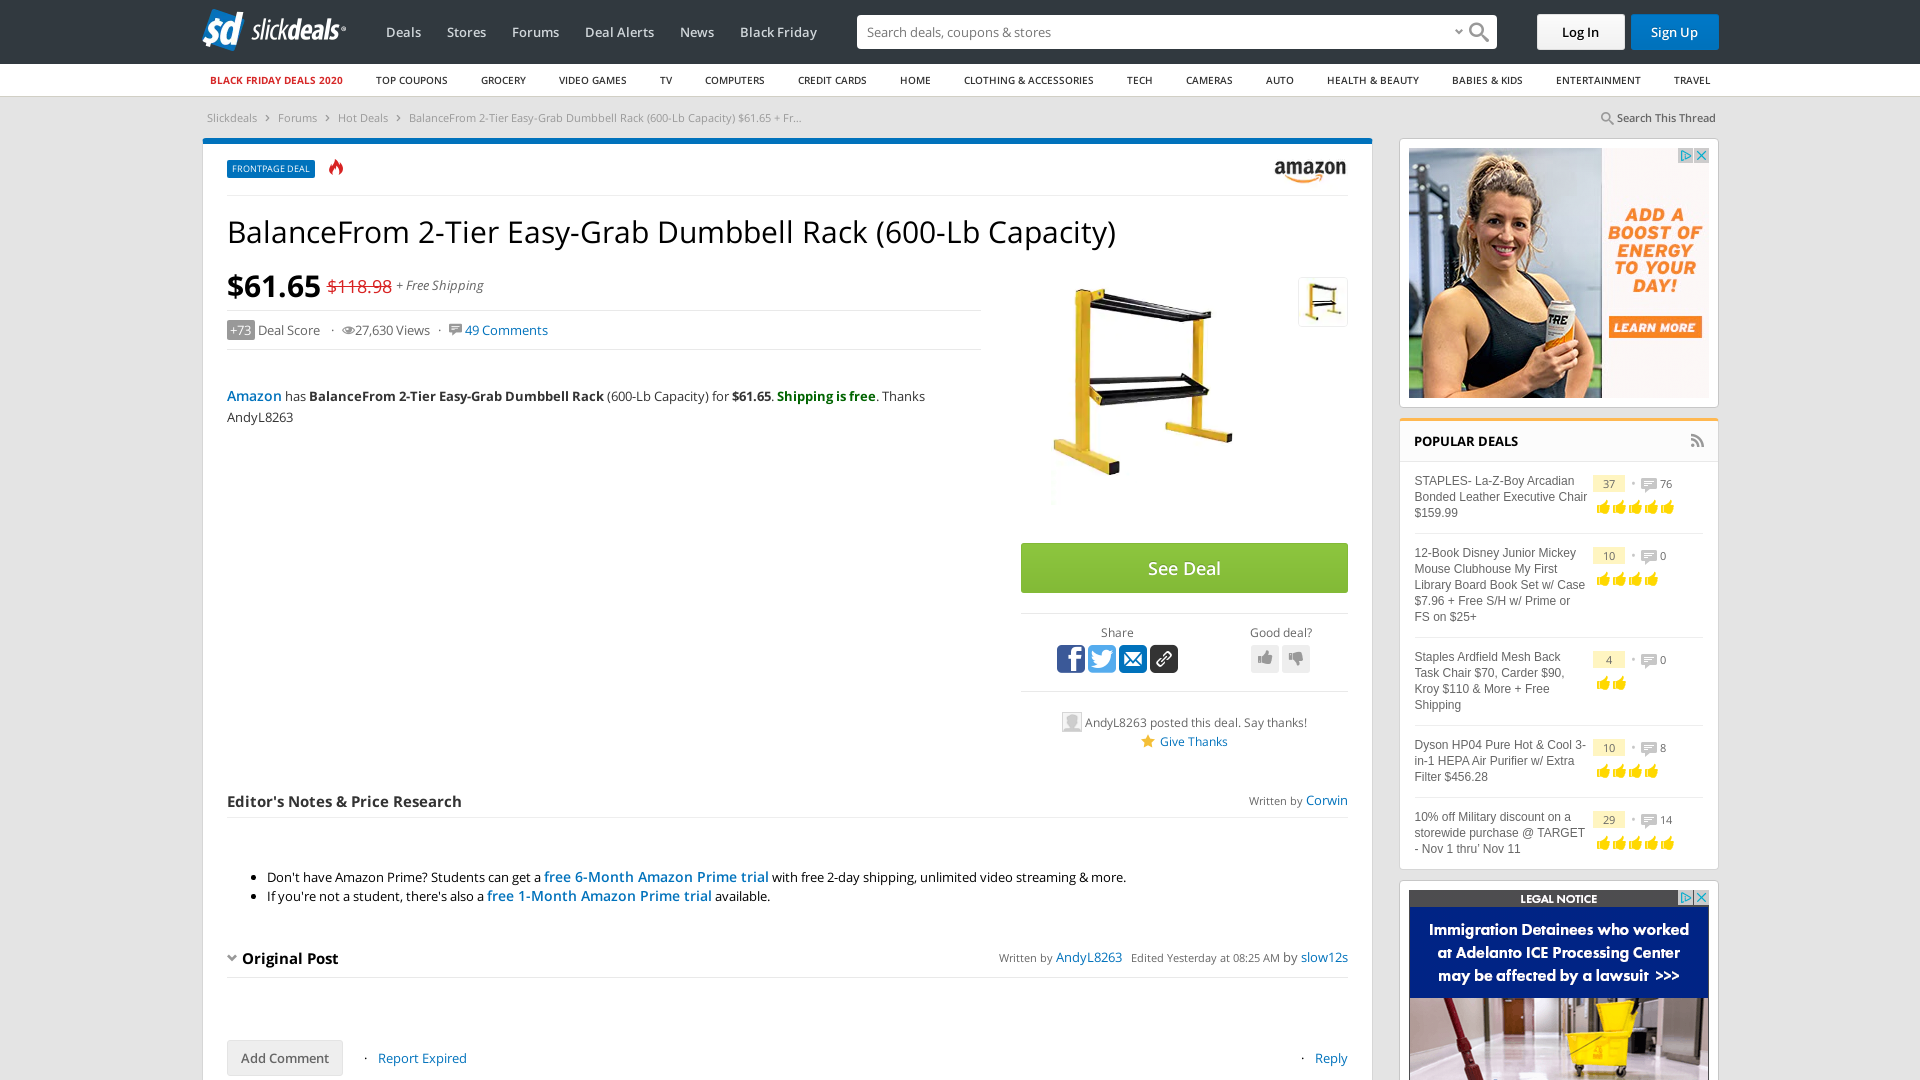 sd slickdeals
Deals Stores Forums Deal Alerts News Black Friday
Search deals, coupons & shopping
Log In Sign Up
BLACK FRIDAY DEALS 2020 TOP COUPONS GROCERY VIDEO GAMES TV COMPUTERS CREDIT CARDS HOME CLOTHING & ACCESSORIES TECH CAMERAS AUTO HEALTH & BEAUTY BABIES & KIDS ENTERTAINMENT TRAVEL
Slickdeals > Forums > Hot Deals > BalanceFrom 2-Tier Easy-Grab Dumbbell Rack (600-Lb Capacity) $61.65 + Fr...
Search This Thread
FRONTPAGE DEAL
amazon
BalanceFrom 2-Tier Easy-Grab Dumbbell Rack (600-Lb Capacity)
$61.65 $118.98 + Free Shipping
+73 Deal Score · 27,630 Views · 49 Comments
Amazon has BalanceFrom 2-Tier Easy-Grab Dumbbell Rack (600-Lb Capacity) for $61.65. Shipping is free. Thanks
AndyL8263
See Deal
Share
Good deal?
AndyL8263 posted this deal. Say thanks!
Give Thanks
Editor's Notes & Price Research
Written by Corwin
• Don't have Amazon Prime? Students can get a free 6-Month Amazon Prime trial with free 2-day shipping, unlimited video streaming & more.
• If you're not a student, there's also a free 1-Month Amazon Prime trial available.
Original Post
Written by AndyL8263 Edited Yesterday at 08:25 AM by slow12s
Add Comment · Report Expired
· Reply
ADD A
BOOST OF
ENERGY
TO YOUR
DAY!
LEARN MORE
TRE
POPULAR DEALS
STAPLES- La-Z-Boy Arcadian
Bonded Leather Executive Chair
$159.99
37 • 76
12-Book Disney Junior Mickey
Mouse Clubhouse My First
Library Board Book Set w/ Case
$7.96 + Free S/H w/ Prime or
FS on $25+
10 • 0
Staples Ardfield Mesh Back
Task Chair $70, Carder $90,
Kroy $110 & More + Free
Shipping
4 • 0
Dyson HP04 Pure Hot & Cool 3-
in-1 HEPA Air Purifier w/ Extra
Filter $456.28
10 • 8
10% off Military discount on a
storewide purchase @ TARGET
- Nov 1 thru' Nov 11
29 • 14
LEGAL NOTICE
Immigration Detainees who worked
at Adelanto ICE Processing Center
may be affected by a lawsuit >>>